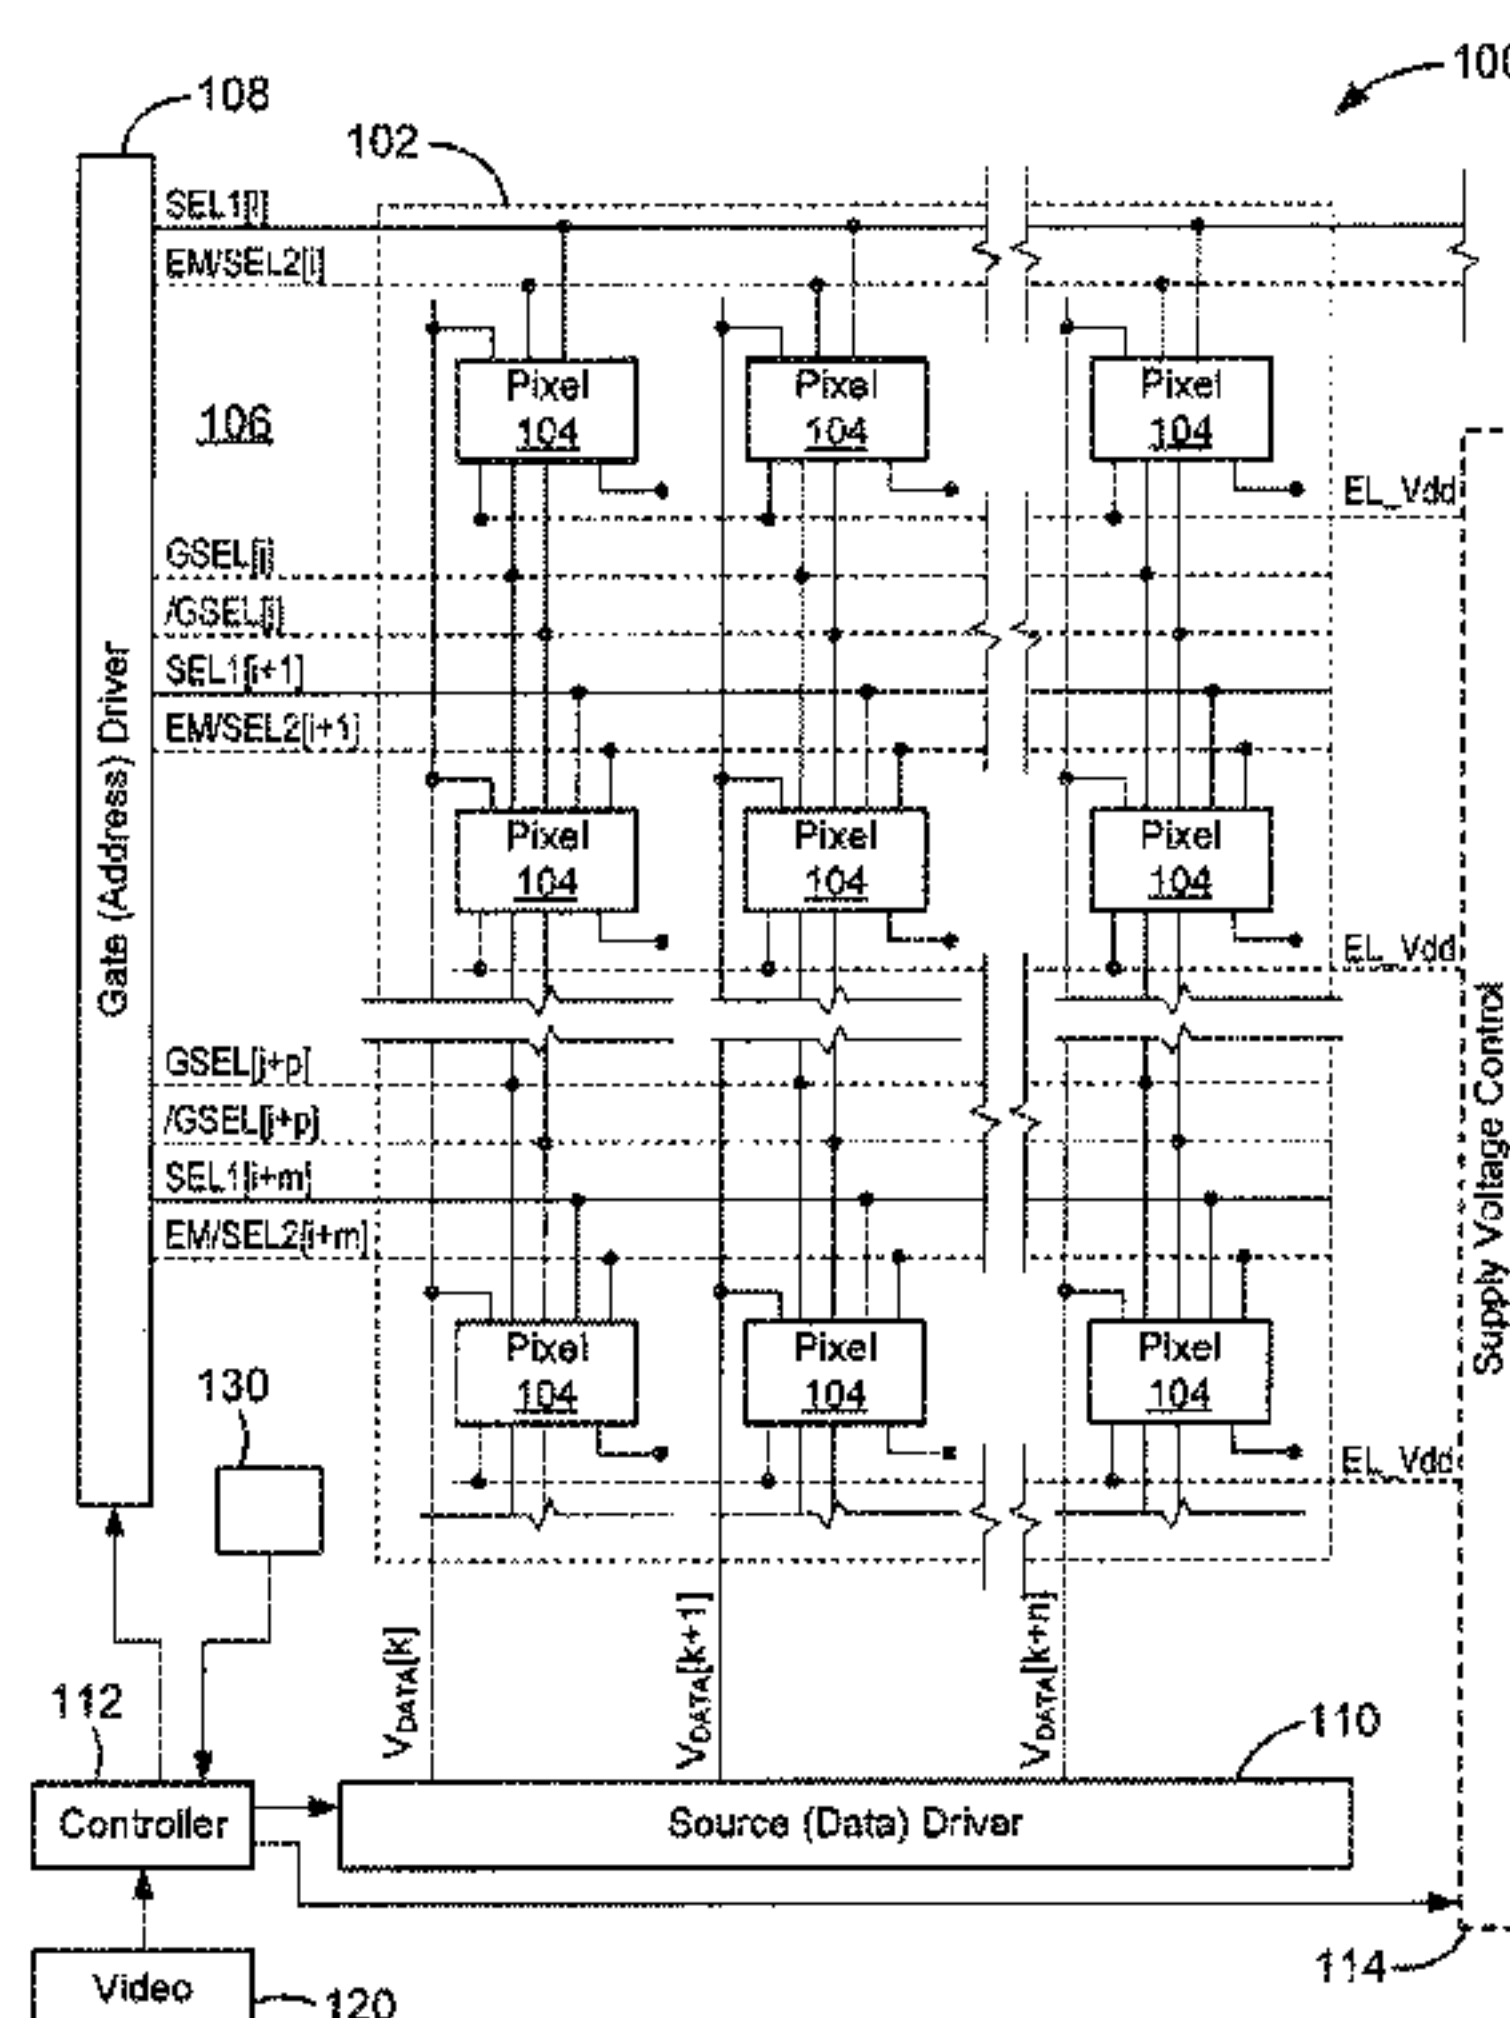 100
108
102
SEL1[i]
EM/SEL2[i]
Pixel
104
Pixel
104
Pixel
104
106
EL_Vdd
GSEL[j]
/GSEL[j]
SEL1[i+1]
EM/SEL2[i+1]
Gate (Address) Driver
Pixel
104
Pixel
104
Pixel
104
EL_Vdd
Supply Voltage Control
GSEL[j+p]
/GSEL[j+p]
SEL1[i+m]
EM/SEL2[i+m]
Pixel
104
Pixel
104
Pixel
104
130
EL_Vdd
VDATA[k]
VDATA[k+1]
VDATA[k+n]
112
110
Controller
Source (Data) Driver
114
Video
120